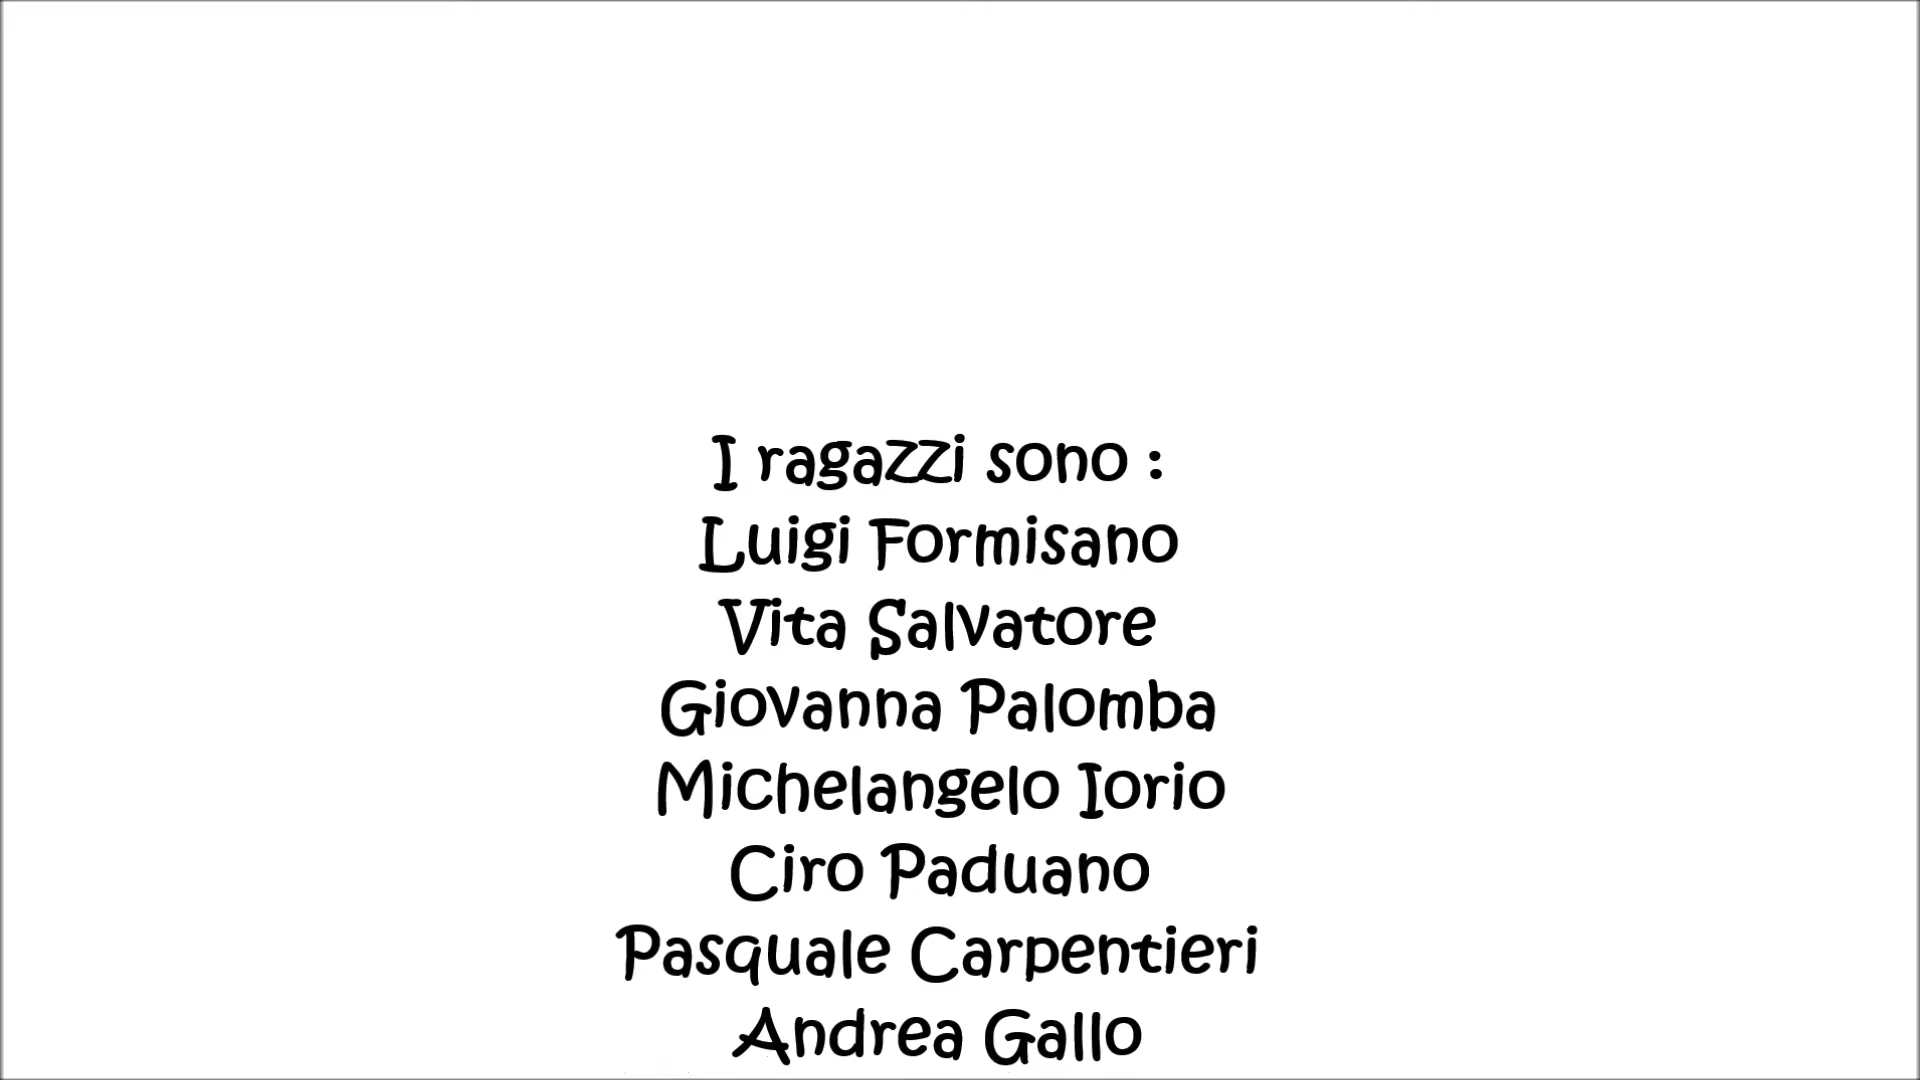 I ragazzi sono :
Luigi Formisano
Vita Salvatore
Giovanna Palomba
Michelangelo Iorio
Ciro Paduano
Pasquale Carpentieri
Andrea Gallo